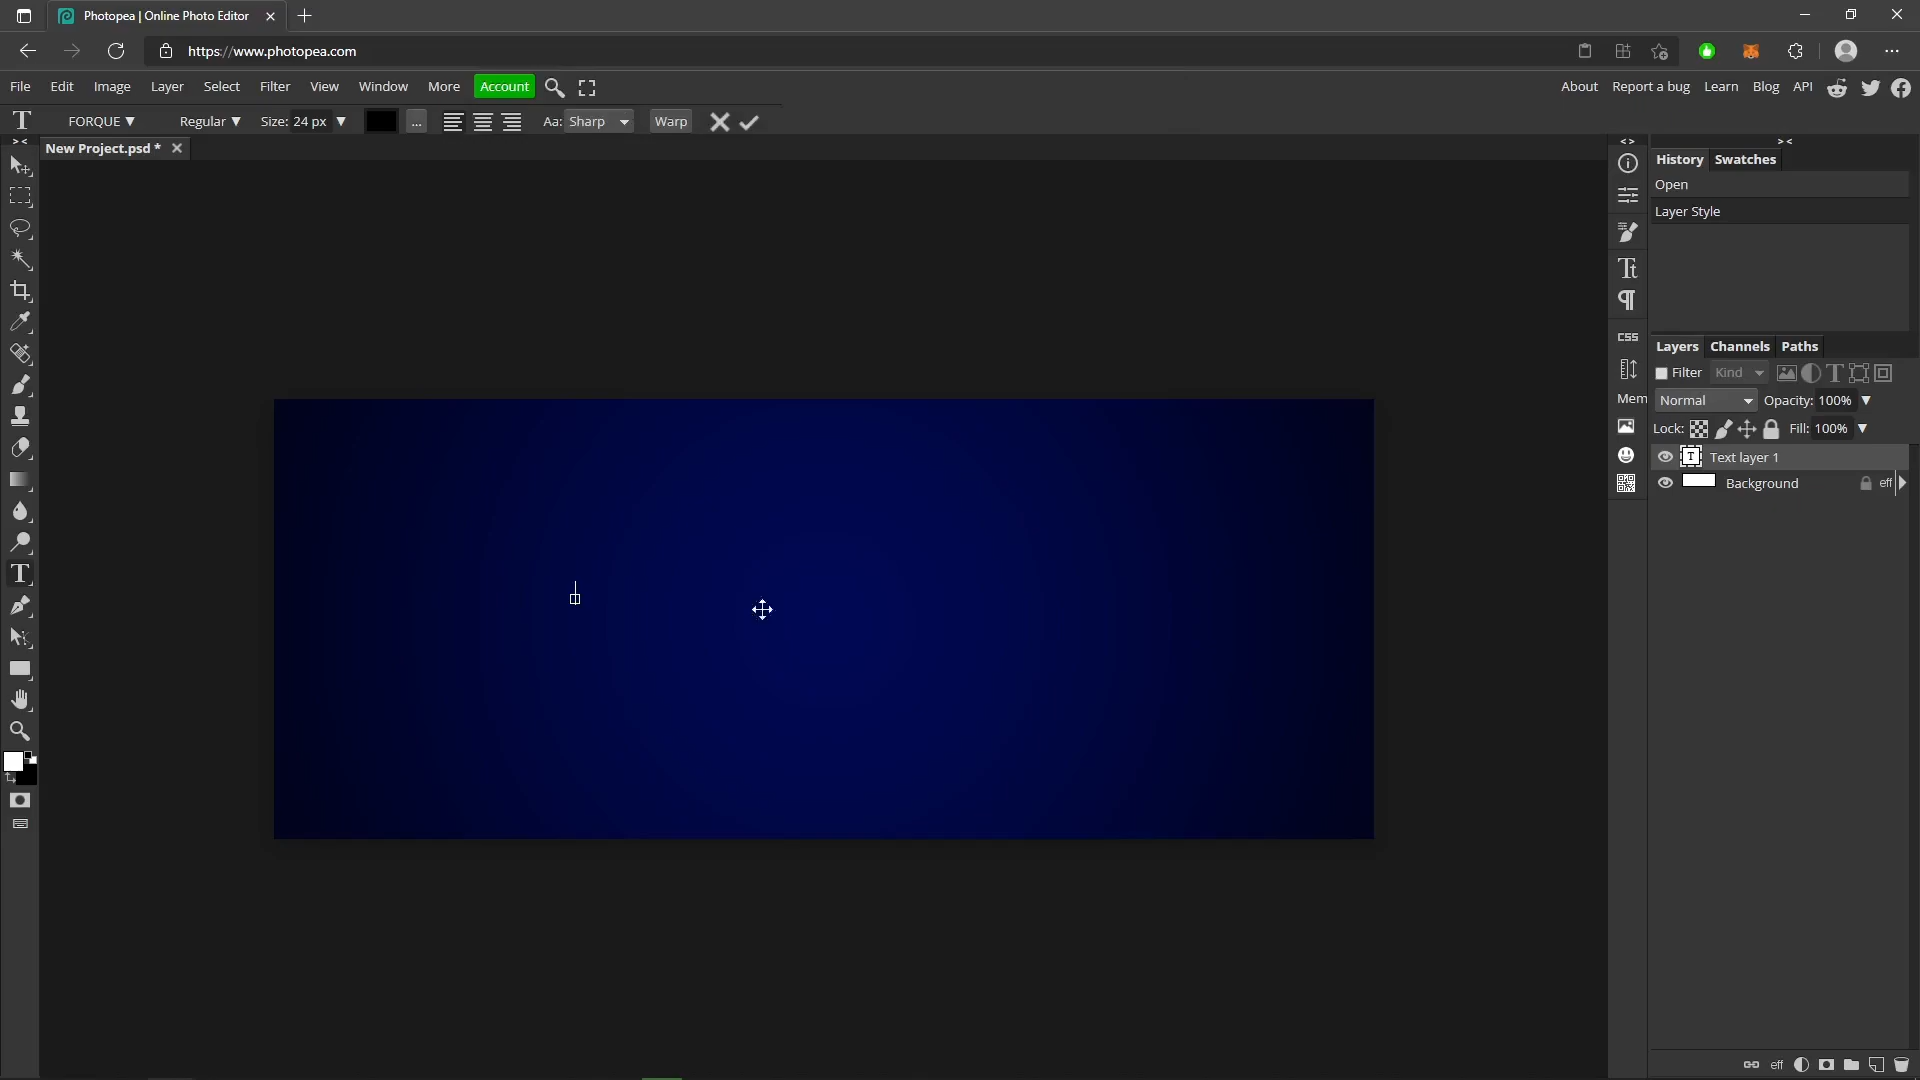 Photopea | Online Photo Editor
https://www.photopea.com
File Edit Image Layer Select Filter View Window More Account About Report a bug Learn Blog API
T FORQUE ▼ Regular ▼ Size: 24 px ▼ ... Aa: Sharp Warp
New Project.psd *
History Swatches
Open
Layer Style
Tt
CSS
Mem
Layers Channels Paths
Filter Kind T
Normal Opacity: 100% ▼
Lock: Fill: 100% ▼
T Text layer 1
Background eff
T
eff